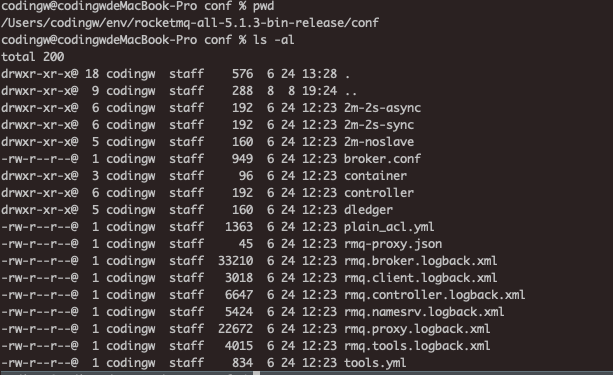 codingw@codingwdeMacBook-Pro conf % pwd
/Users/codingw/env/rocketmq-all-5.1.3-bin-release/conf
codingw@codingwdeMacBook-Pro conf % ls -al
total 200
drwxr-xr-x@ 18 codingw  staff    576  6 24 13:28 .
drwxr-xr-x@  9 codingw  staff    288  8  8 19:24 ..
drwxr-xr-x@  6 codingw  staff    192  6 24 12:23 2m-2s-async
drwxr-xr-x@  6 codingw  staff    192  6 24 12:23 2m-2s-sync
drwxr-xr-x@  5 codingw  staff    160  6 24 12:23 2m-noslave
-rw-r--r--@  1 codingw  staff    949  6 24 12:23 broker.conf
drwxr-xr-x@  3 codingw  staff     96  6 24 12:23 container
drwxr-xr-x@  6 codingw  staff    192  6 24 12:23 controller
drwxr-xr-x@  5 codingw  staff    160  6 24 12:23 dledger
-rw-r--r--@  1 codingw  staff   1363  6 24 12:23 plain_acl.yml
-rw-r--r--@  1 codingw  staff     45  6 24 12:23 rmq-proxy.json
-rw-r--r--@  1 codingw  staff  33210  6 24 12:23 rmq.broker.logback.xml
-rw-r--r--@  1 codingw  staff   3018  6 24 12:23 rmq.client.logback.xml
-rw-r--r--@  1 codingw  staff   6647  6 24 12:23 rmq.controller.logback.xml
-rw-r--r--@  1 codingw  staff   5424  6 24 12:23 rmq.namesrv.logback.xml
-rw-r--r--@  1 codingw  staff  22672  6 24 12:23 rmq.proxy.logback.xml
-rw-r--r--@  1 codingw  staff   4015  6 24 12:23 rmq.tools.logback.xml
-rw-r--r--@  1 codingw  staff    834  6 24 12:23 tools.yml